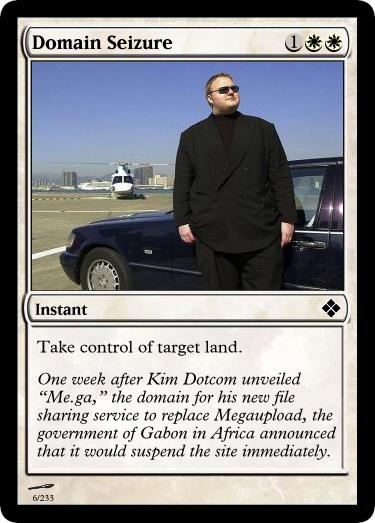 Domain Seizure 1
Instant
Take control of target land.
One week after Kim Dotcom unveiled
“Me.ga,” the domain for his new file
sharing service to replace Megaupload, the
government of Gabon in Africa announced
that it would suspend the site immediately.
6/233